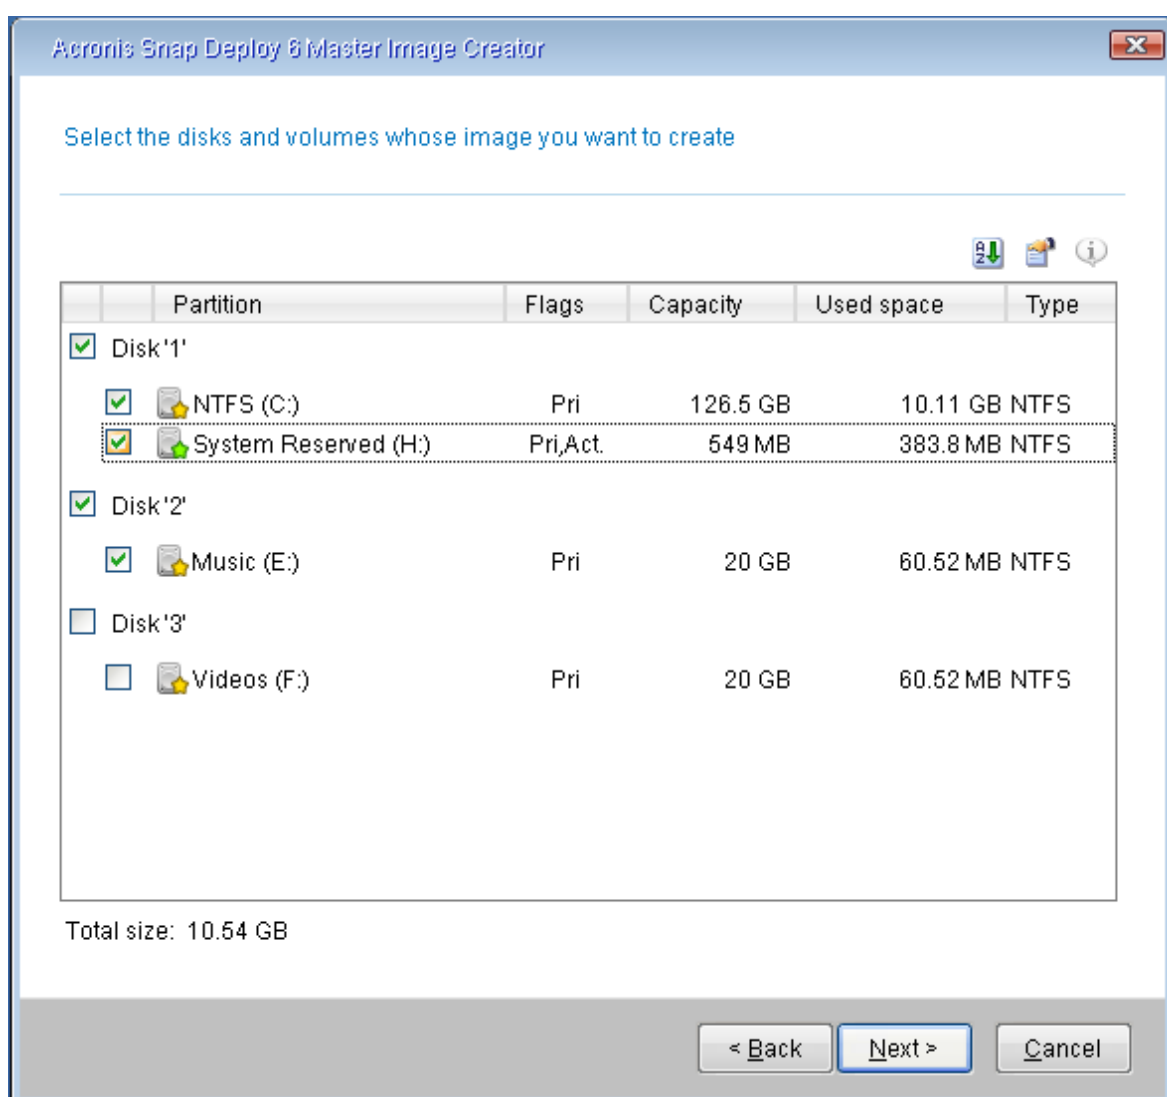 Acronis Snap Deploy 6 Master Image Creator
Select the disks and volumes whose image you want to create
Partition Flags Capacity Used space Type
Disk '1'
NTFS (C:) Pri 126.5 GB 10.11 GB NTFS
System Reserved (H:) Pri,Act. 549 MB 383.8 MB NTFS
Disk '2'
Music (E:) Pri 20 GB 60.52 MB NTFS
Disk '3'
Videos (F:) Pri 20 GB 60.52 MB NTFS
Total size: 10.54 GB
< Back Next > Cancel